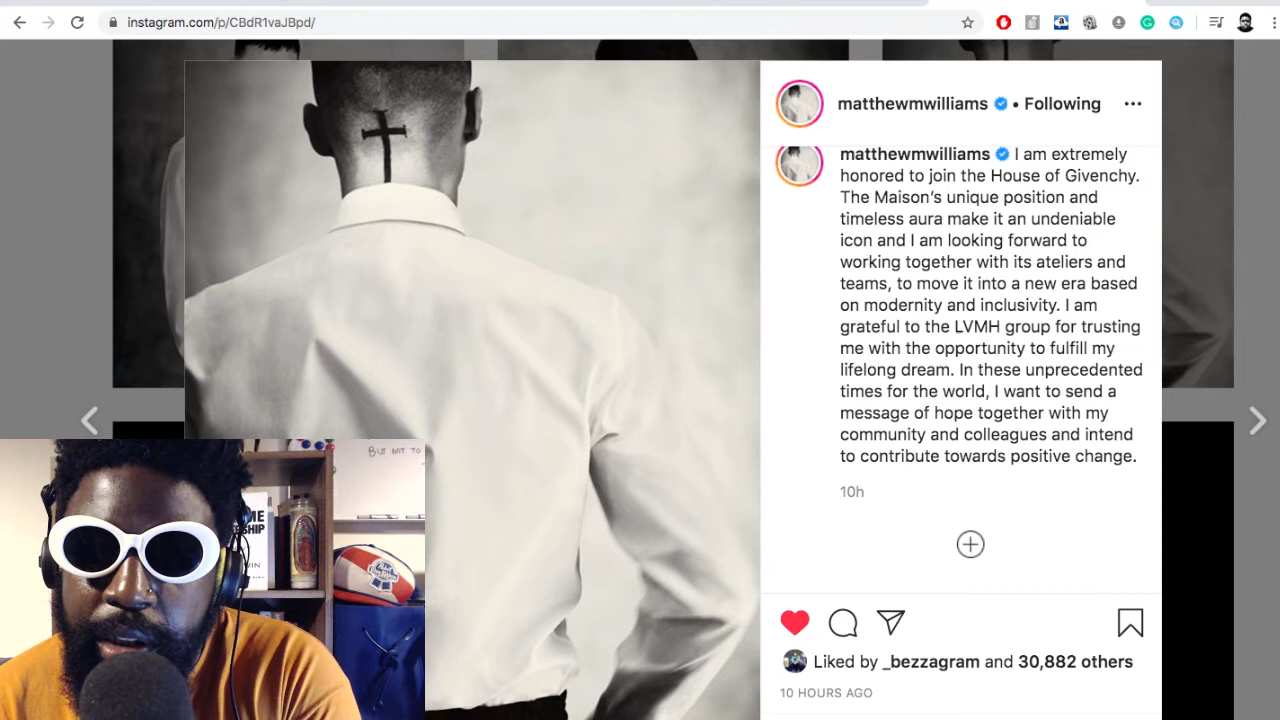 instagram.com/p/CBdR1vaJBpd/
matthewmwilliams • Following •••
matthewmwilliams I am extremely
honored to join the House of Givenchy.
The Maison’s unique position and
timeless aura make it an undeniable
icon and I am looking forward to
working together with its ateliers and
teams, to move it into a new era based
on modernity and inclusivity. I am
grateful to the LVMH group for trusting
me with the opportunity to fulfill my
lifelong dream. In these unprecedented
times for the world, I want to send a
message of hope together with my
community and colleagues and intend
to contribute towards positive change.
10h
Liked by _bezzagram and 30,882 others
10 HOURS AGO
BUT NOT TO